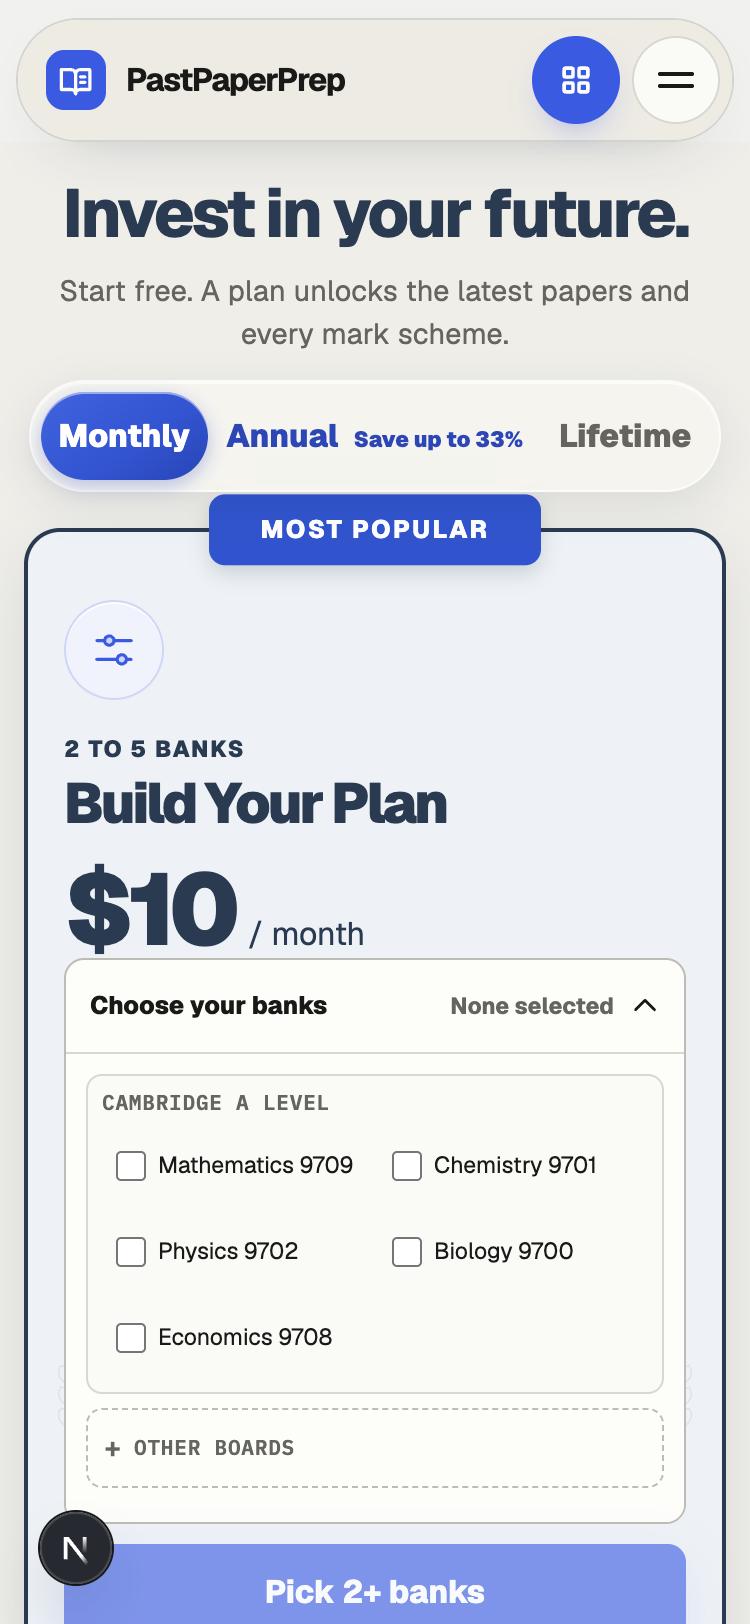 PastPaperPrep
Invest in your future.
Start free. A plan unlocks the latest papers and
every mark scheme.
Monthly Annual Save up to 33% Lifetime
MOST POPULAR
2 TO 5 BANKS
Build Your Plan
$10 / month
Choose your banks None selected
CAMBRIDGE A LEVEL
Mathematics 9709 Chemistry 9701
Physics 9702 Biology 9700
Economics 9708
+ OTHER BOARDS
N
Pick 2+ banks